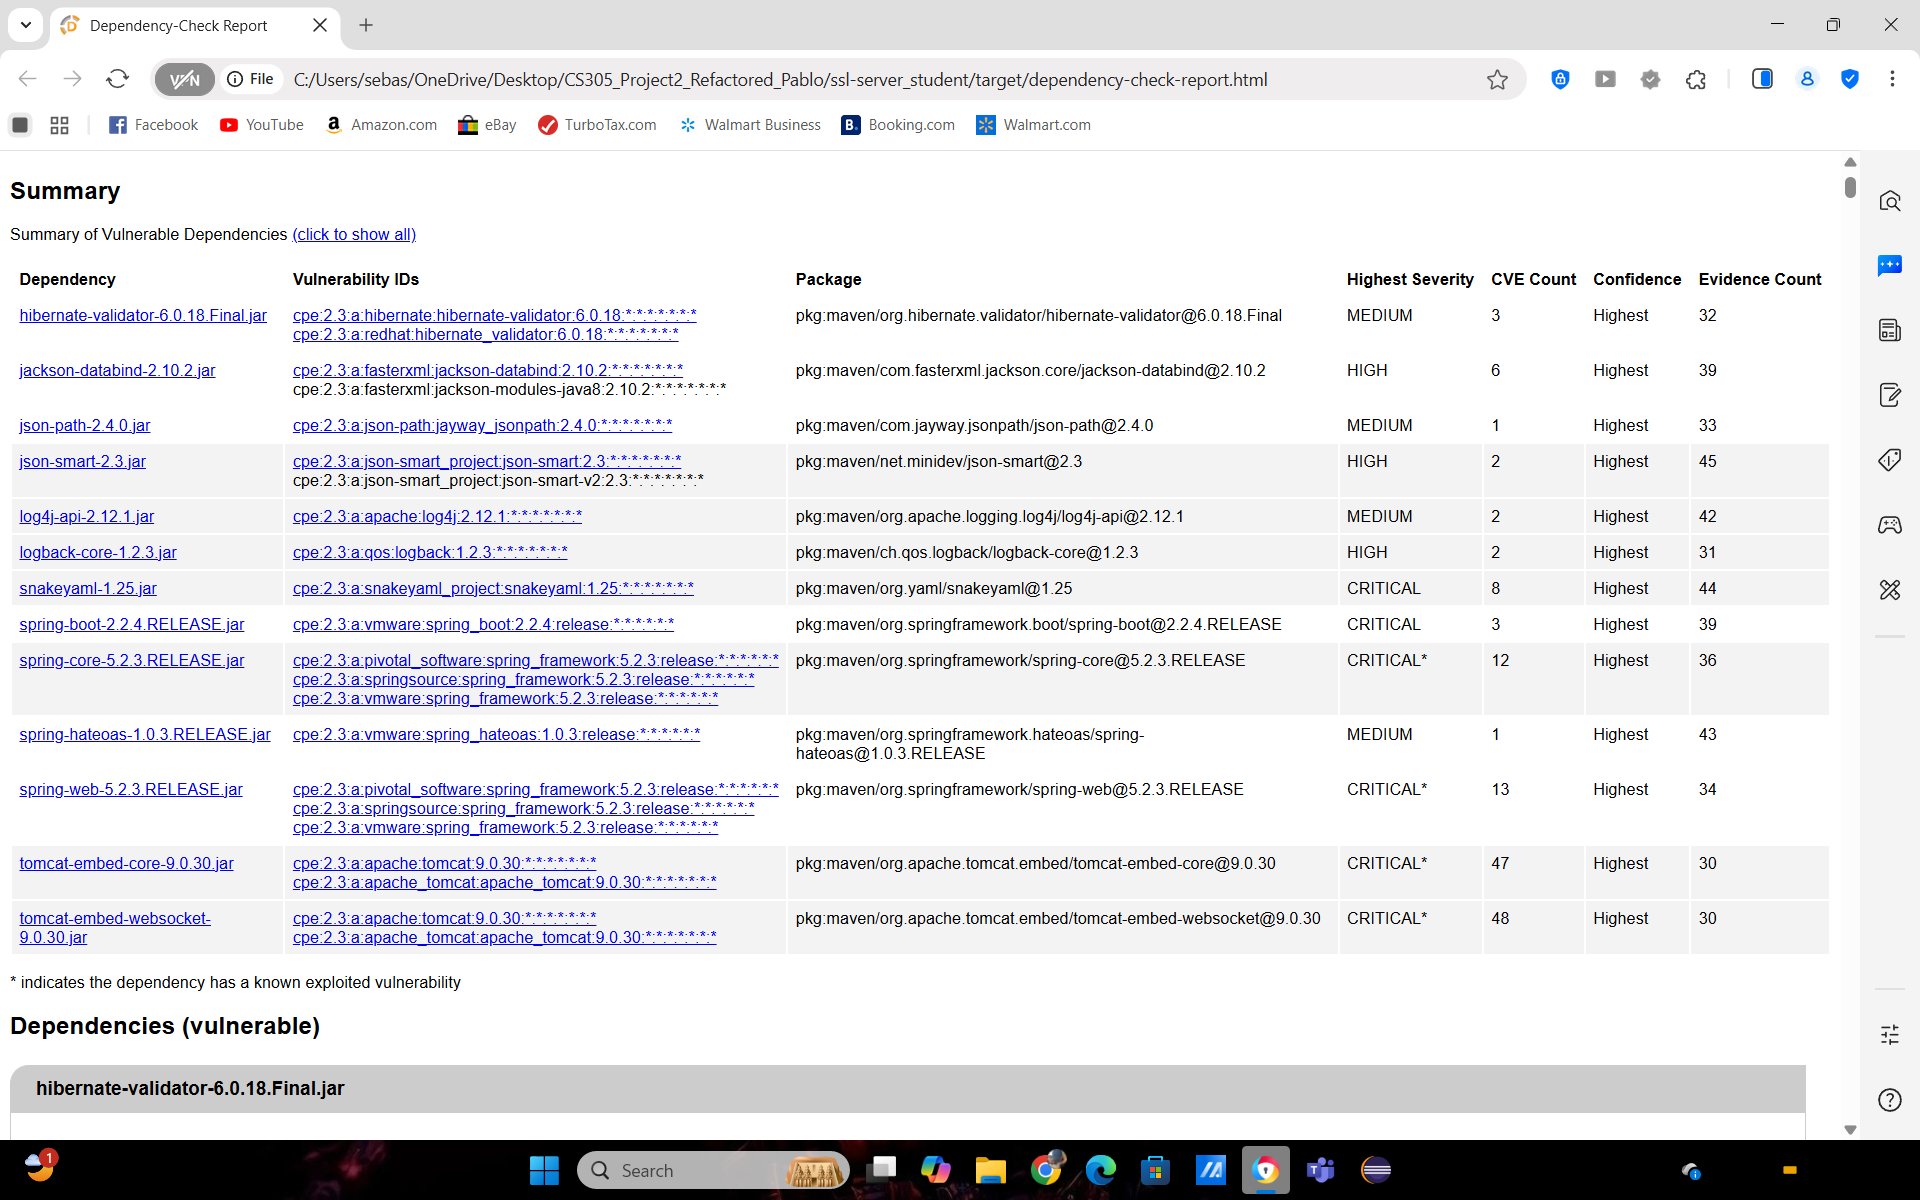 Dependency-Check Report
VPN
File
C:/Users/sebas/OneDrive/Desktop/CS305_Project2_Refactored_Pablo/ssl-server_student/target/dependency-check-report.html
Facebook YouTube Amazon.com eBay TurboTax.com Walmart Business Booking.com Walmart.com
Summary
Summary of Vulnerable Dependencies (click to show all)
Dependency Vulnerability IDs Package Highest Severity CVE Count Confidence Evidence Count
hibernate-validator-6.0.18.Final.jar cpe:2.3:a:hibernate:hibernate-validator:6.0.18:*:*:*:*:*:*:* pkg:maven/org.hibernate.validator/hibernate-validator@6.0.18.Final MEDIUM 3 Highest 32
cpe:2.3:a:redhat:hibernate_validator:6.0.18:*:*:*:*:*:*:*
jackson-databind-2.10.2.jar cpe:2.3:a:fasterxml:jackson-databind:2.10.2:*:*:*:*:*:*:* pkg:maven/com.fasterxml.jackson.core/jackson-databind@2.10.2 HIGH 6 Highest 39
cpe:2.3:a:fasterxml:jackson-modules-java8:2.10.2:*:*:*:*:*:*:*
json-path-2.4.0.jar cpe:2.3:a:json-path:jayway_jsonpath:2.4.0:*:*:*:*:*:*:* pkg:maven/com.jayway.jsonpath/json-path@2.4.0 MEDIUM 1 Highest 33
json-smart-2.3.jar cpe:2.3:a:json-smart_project:json-smart:2.3:*:*:*:*:*:*:* pkg:maven/net.minidev/json-smart@2.3 HIGH 2 Highest 45
cpe:2.3:a:json-smart_project:json-smart-v2:2.3:*:*:*:*:*:*:*
log4j-api-2.12.1.jar cpe:2.3:a:apache:log4j:2.12.1:*:*:*:*:*:*:* pkg:maven/org.apache.logging.log4j/log4j-api@2.12.1 MEDIUM 2 Highest 42
logback-core-1.2.3.jar cpe:2.3:a:qos:logback:1.2.3:*:*:*:*:*:*:* pkg:maven/ch.qos.logback/logback-core@1.2.3 HIGH 2 Highest 31
snakeyaml-1.25.jar cpe:2.3:a:snakeyaml_project:snakeyaml:1.25:*:*:*:*:*:*:* pkg:maven/org.yaml/snakeyaml@1.25 CRITICAL 8 Highest 44
spring-boot-2.2.4.RELEASE.jar cpe:2.3:a:vmware:spring_boot:2.2.4:release:*:*:*:*:*:* pkg:maven/org.springframework.boot/spring-boot@2.2.4.RELEASE CRITICAL 3 Highest 39
spring-core-5.2.3.RELEASE.jar cpe:2.3:a:pivotal_software:spring_framework:5.2.3:release:*:*:*:*:*:* pkg:maven/org.springframework/spring-core@5.2.3.RELEASE CRITICAL* 12 Highest 36
cpe:2.3:a:springsource:spring_framework:5.2.3:release:*:*:*:*:*:*
cpe:2.3:a:vmware:spring_framework:5.2.3:release:*:*:*:*:*:*
spring-hateoas-1.0.3.RELEASE.jar cpe:2.3:a:vmware:spring_hateoas:1.0.3:release:*:*:*:*:*:* pkg:maven/org.springframework.hateoas/spring- MEDIUM 1 Highest 43
hateoas@1.0.3.RELEASE
spring-web-5.2.3.RELEASE.jar cpe:2.3:a:pivotal_software:spring_framework:5.2.3:release:*:*:*:*:*:* pkg:maven/org.springframework/spring-web@5.2.3.RELEASE CRITICAL* 13 Highest 34
cpe:2.3:a:springsource:spring_framework:5.2.3:release:*:*:*:*:*:*
cpe:2.3:a:vmware:spring_framework:5.2.3:release:*:*:*:*:*:*
tomcat-embed-core-9.0.30.jar cpe:2.3:a:apache:tomcat:9.0.30:*:*:*:*:*:*:* pkg:maven/org.apache.tomcat.embed/tomcat-embed-core@9.0.30 CRITICAL* 47 Highest 30
cpe:2.3:a:apache_tomcat:apache_tomcat:9.0.30:*:*:*:*:*:*:*
tomcat-embed-websocket- cpe:2.3:a:apache:tomcat:9.0.30:*:*:*:*:*:*:* pkg:maven/org.apache.tomcat.embed/tomcat-embed-websocket@9.0.30 CRITICAL* 48 Highest 30
9.0.30.jar cpe:2.3:a:apache_tomcat:apache_tomcat:9.0.30:*:*:*:*:*:*:*
* indicates the dependency has a known exploited vulnerability
Dependencies (vulnerable)
hibernate-validator-6.0.18.Final.jar
1
Search